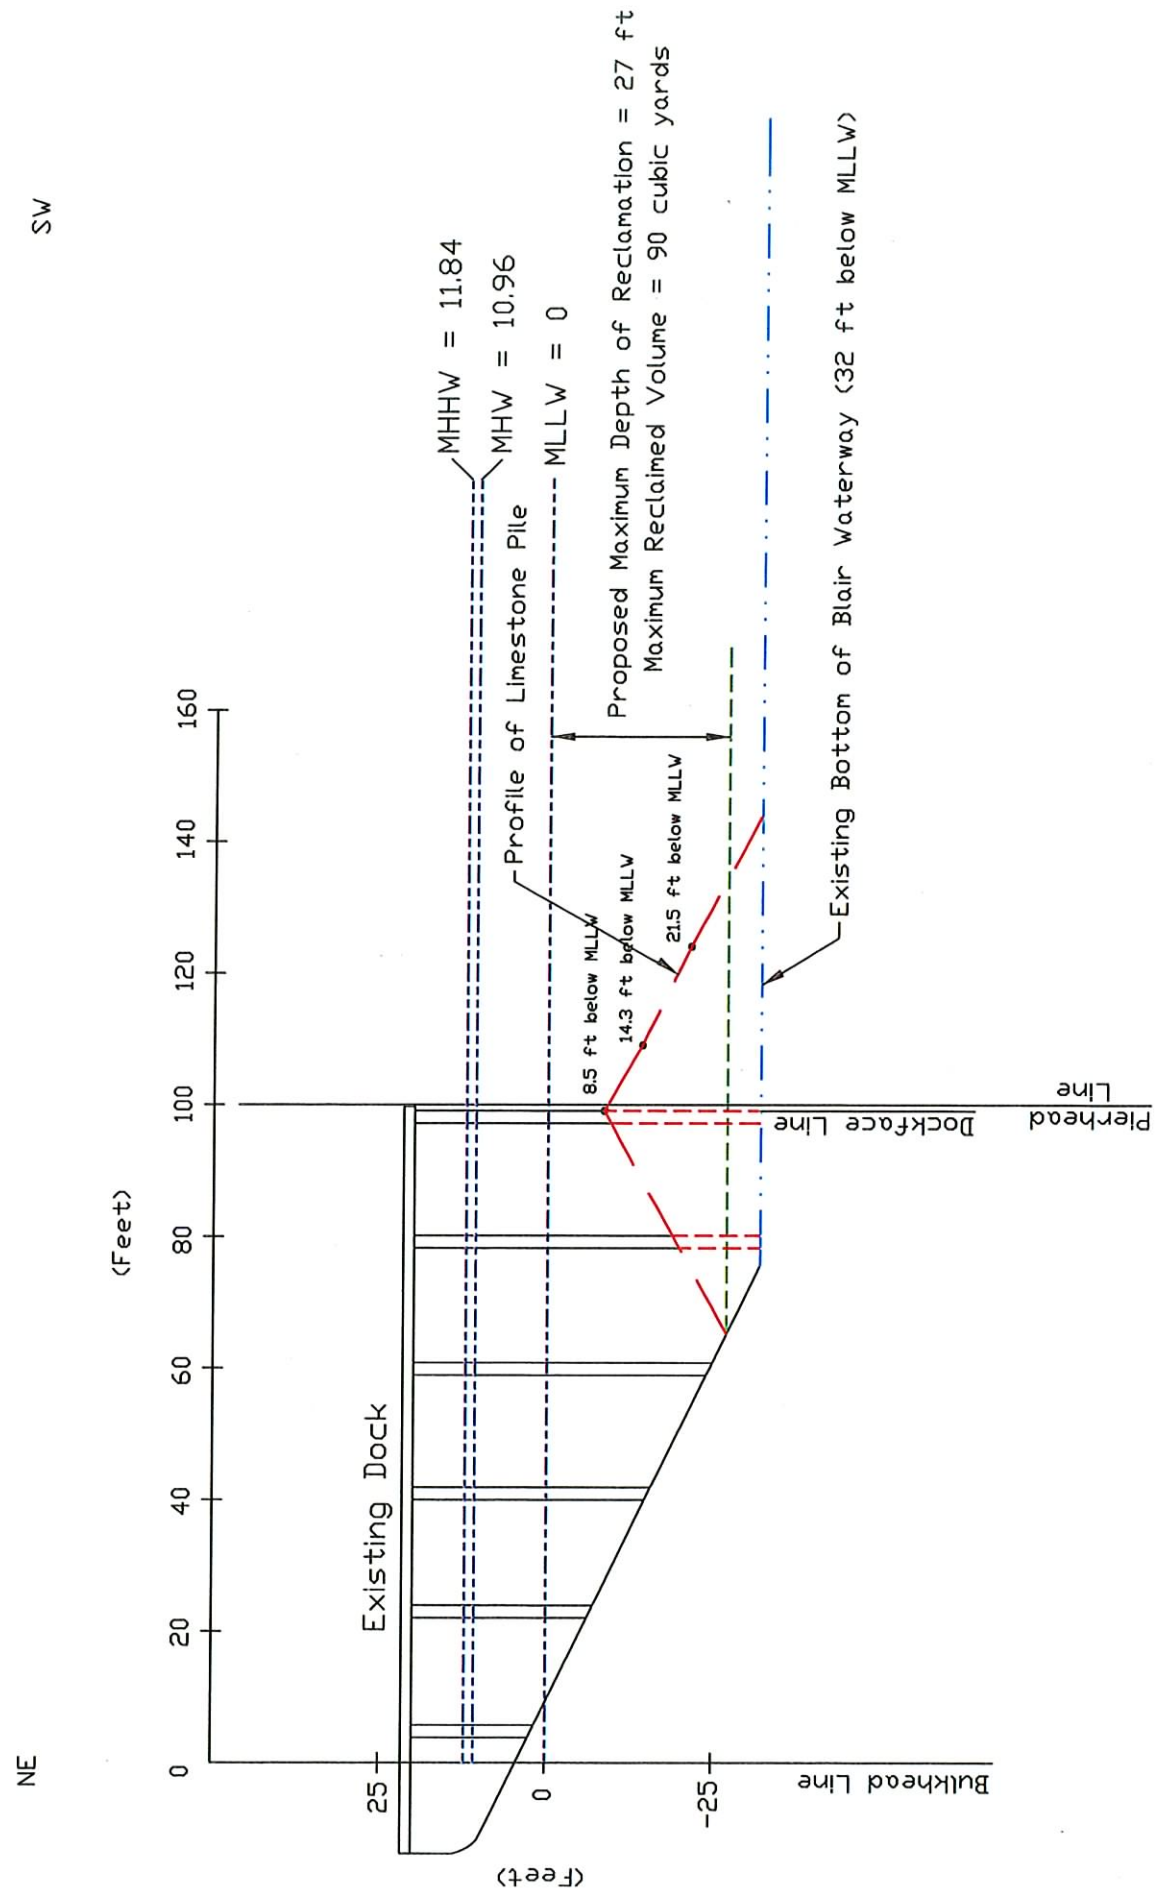 NE
SW
(Feet)
0
20
40
60
80
100
120
140
160
Existing Dock
MHHW = 11.84
MHW = 10.96
MLLW = 0
25
0
-25
(Feet)
Profile of Limestone Pile
8.5 ft below MLLW
14.3 ft below MLLW
21.5 ft below MLLW
Proposed Maximum Depth of Reclamation = 27 ft
Maximum Reclaimed Volume = 90 cubic yards
Existing Bottom of Blair Waterway (32 ft below MLLW)
Bulkhead Line
Dockface Line
Pierhead
Line